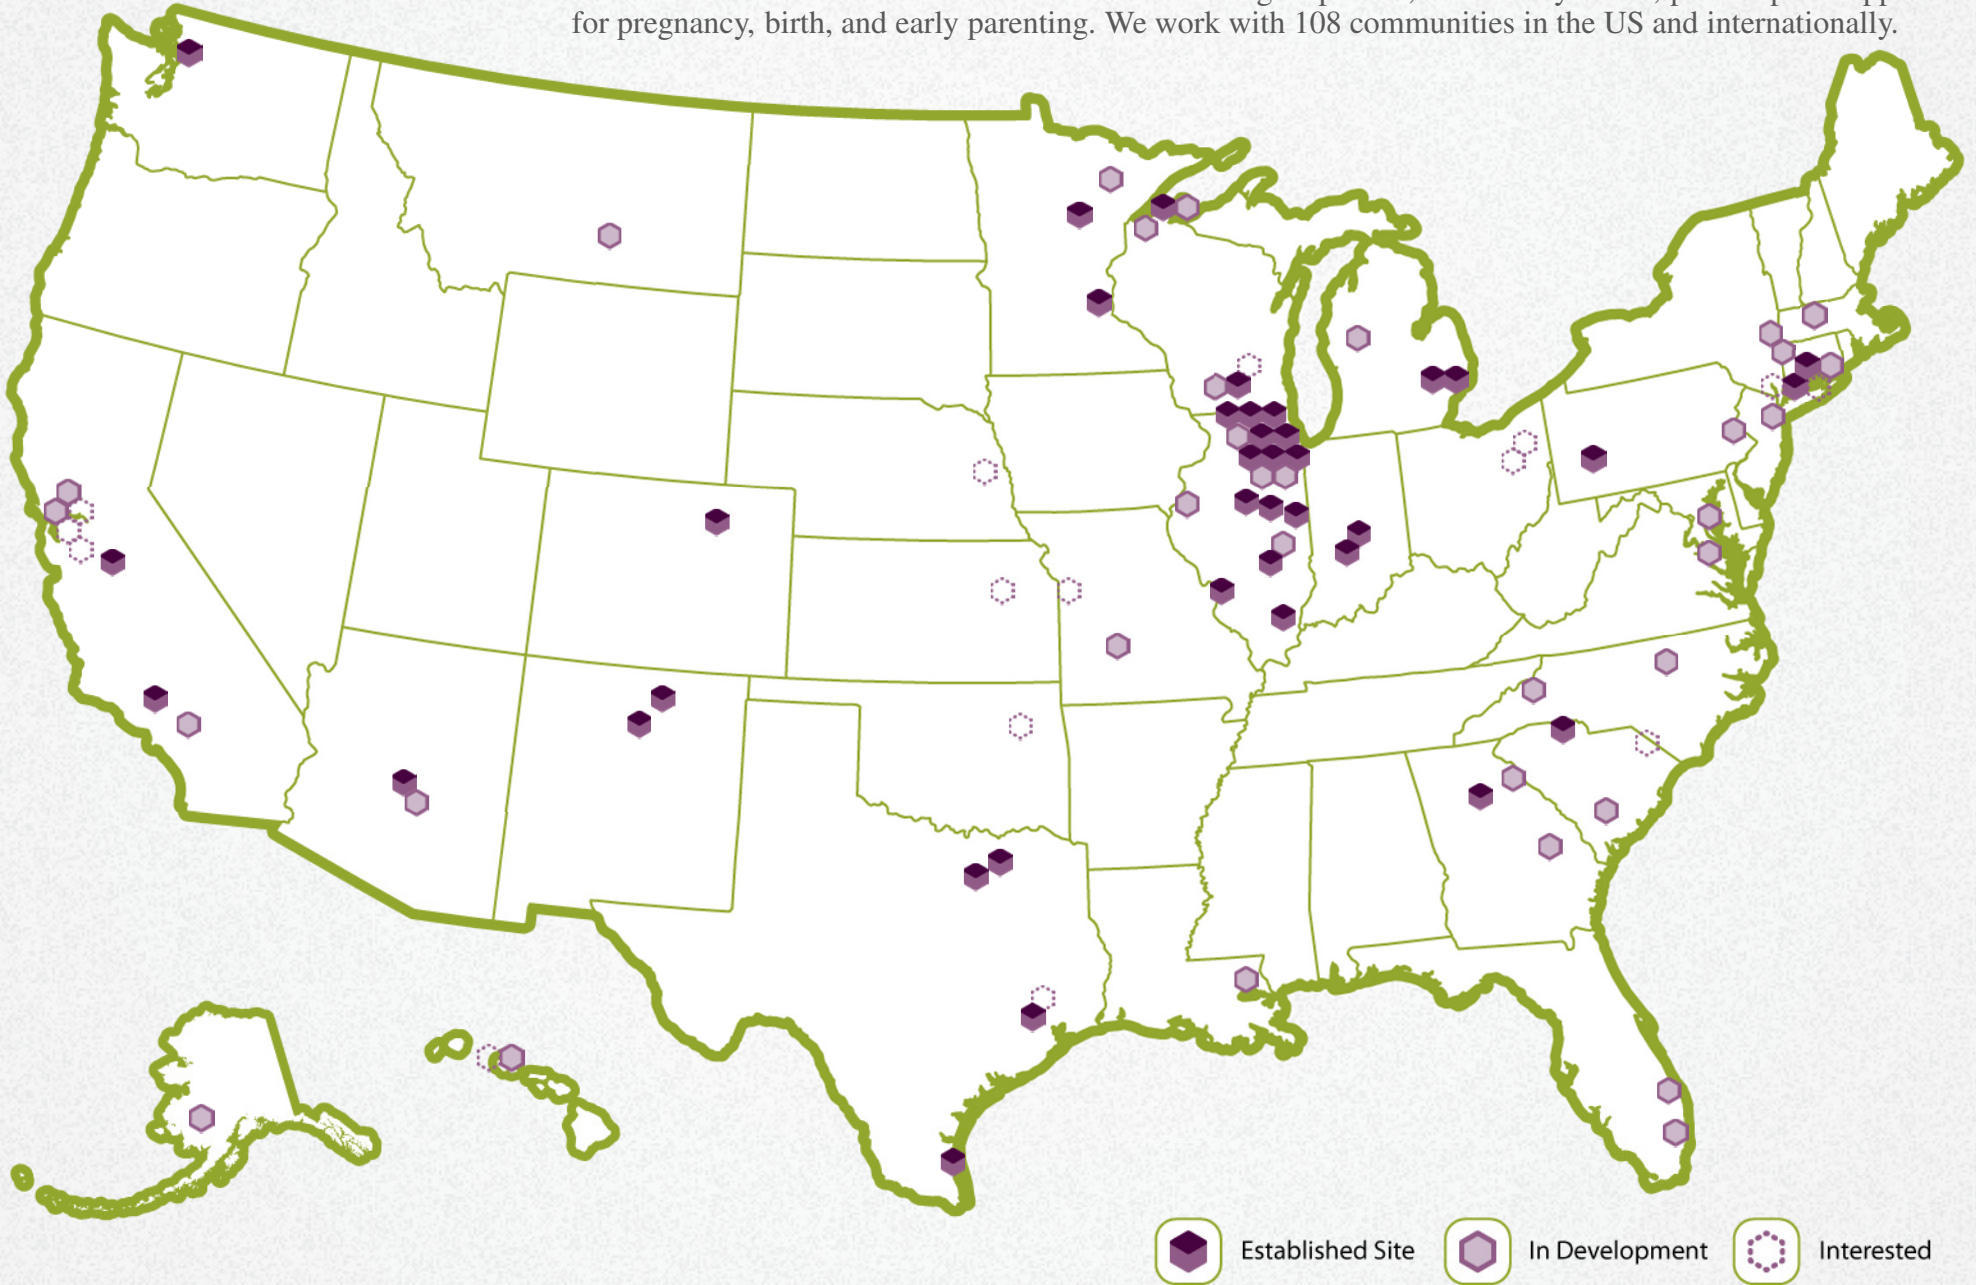 for pregnancy, birth, and early parenting. We work with 108 communities in the US and internationally.
Established Site
In Development
Interested